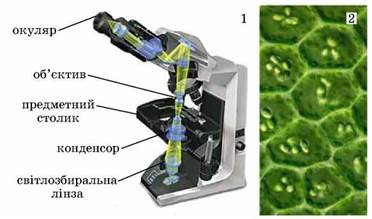 окуляр
1
2
об'єктив
предметний
столик
конденсор
світлозбиральна
лінза